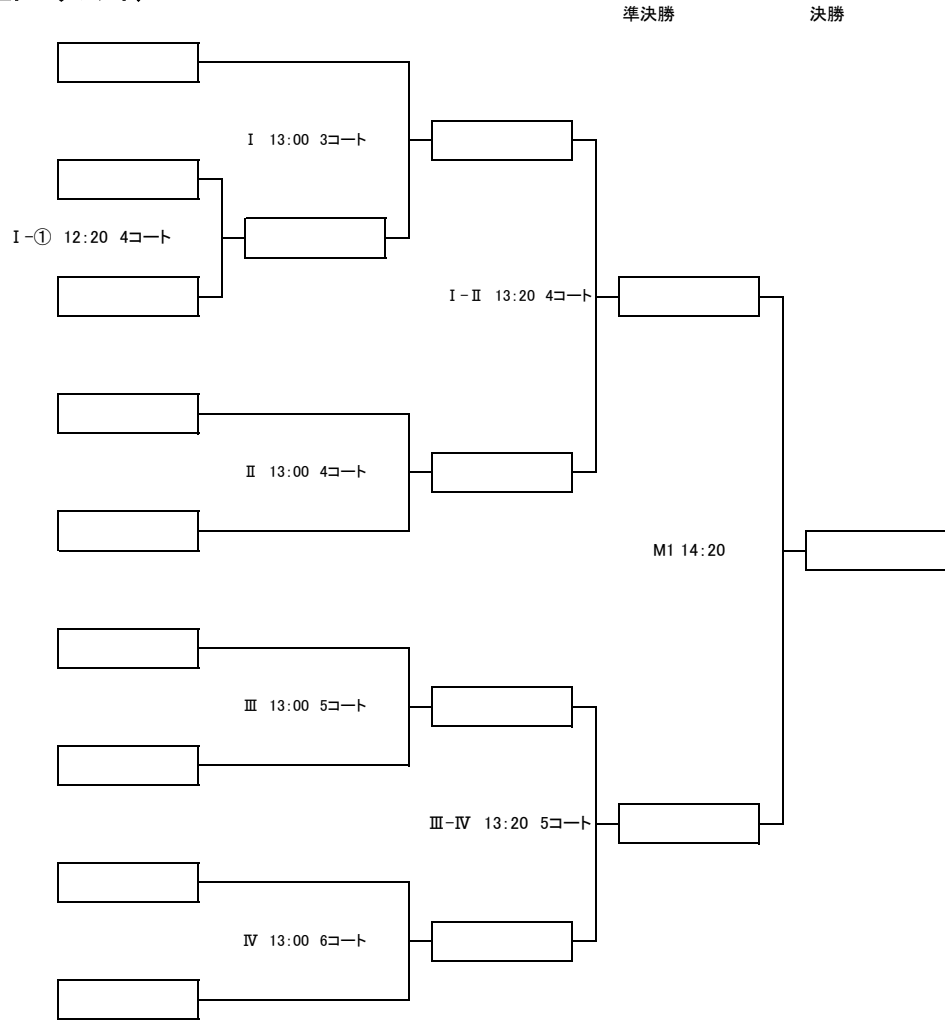 準決勝 決勝
Ⅰ 13:00 3コート
Ⅰ-① 12:20 4コート
Ⅰ-Ⅱ 13:20 4コート
Ⅱ 13:00 4コート
M1 14:20
Ⅲ 13:00 5コート
Ⅲ-Ⅳ 13:20 5コート
Ⅳ 13:00 6コート